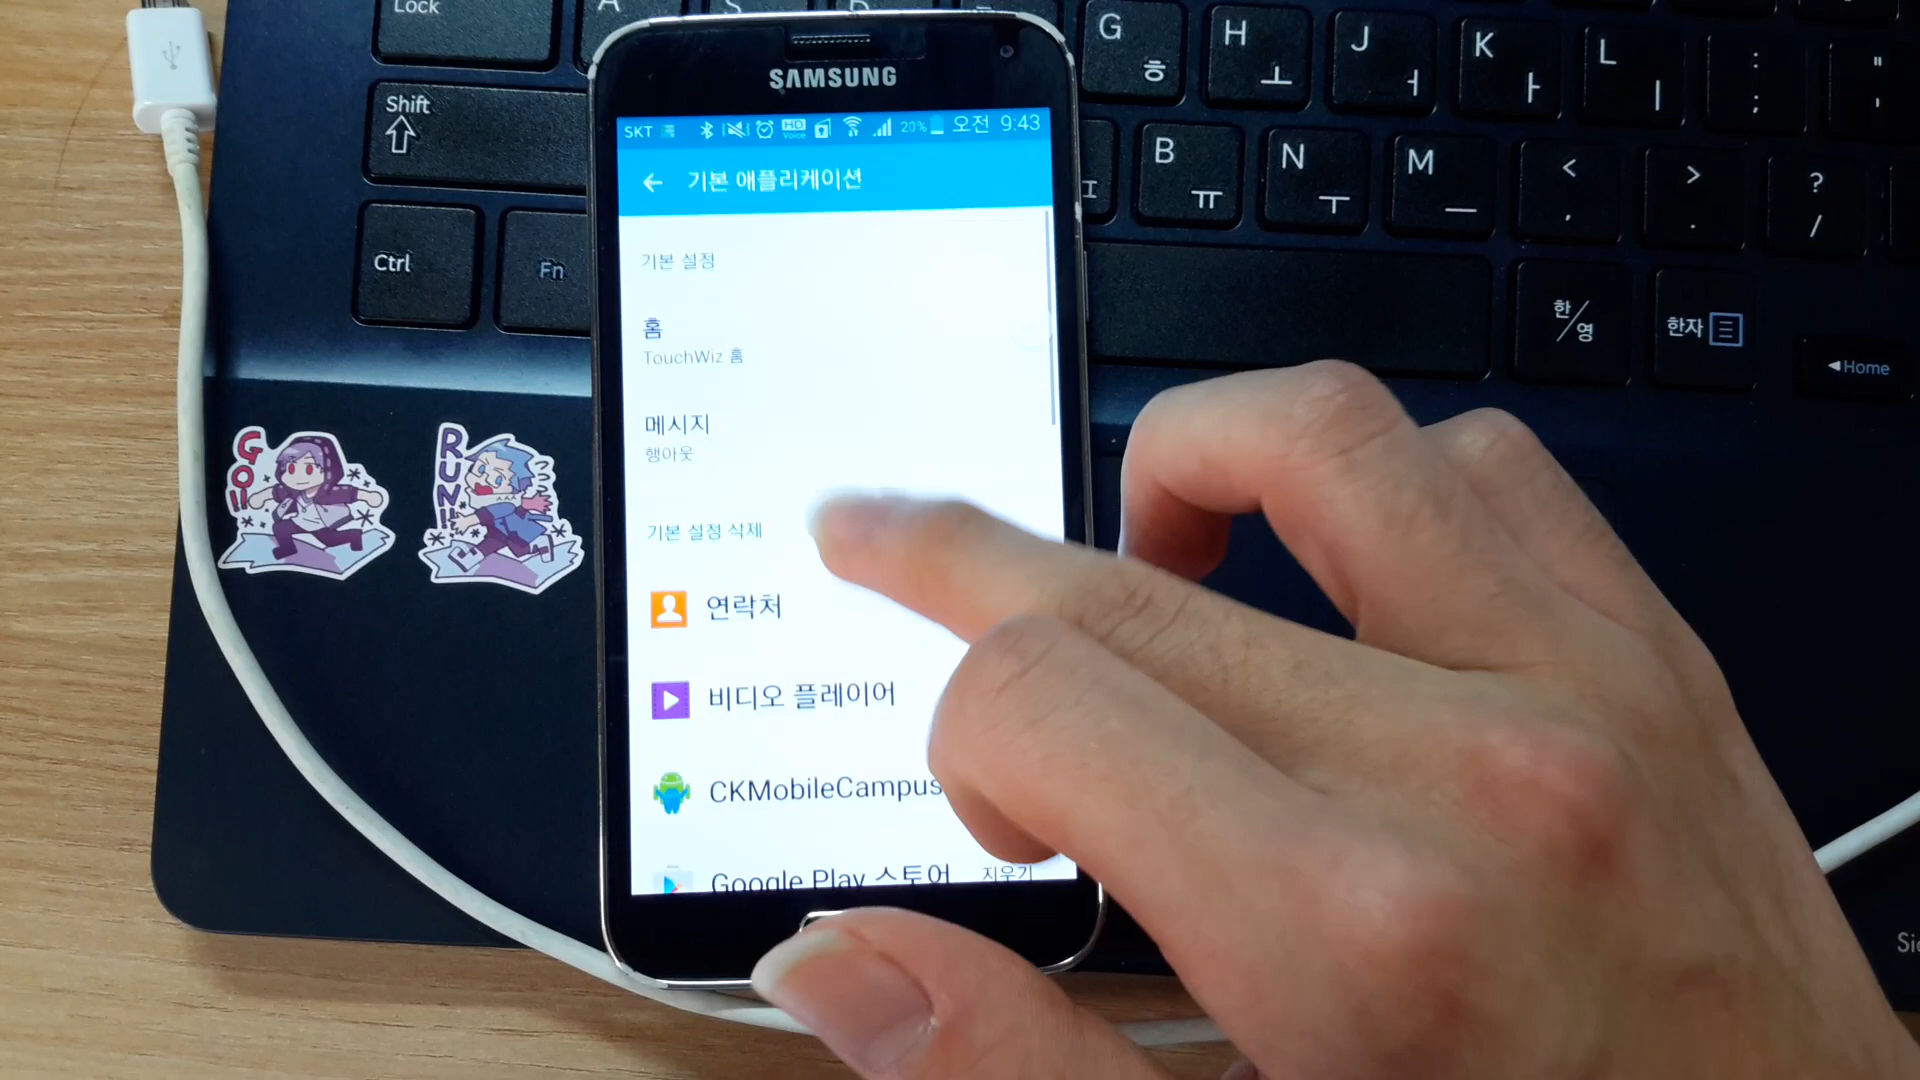 Lock
A
S
G ㅎ
H ㅗ
J ㅓ
K ㅏ
L ㅣ
: ;
" '
Shift
B ㅠ
N ㅜ
M ㅡ
< ,
> .
? /
Ctrl
Fn
한/영
한자
◀Home
SAMSUNG
SKT
HD Voice
20%
오전 9:43
← 기본 애플리케이션
기본 설정
홈
TouchWiz 홈
메시지
행아웃
기본 설정 삭제
연락처
비디오 플레이어
CKMobileCampus
Google Play 스토어 지우기
GO!!
RUN!!